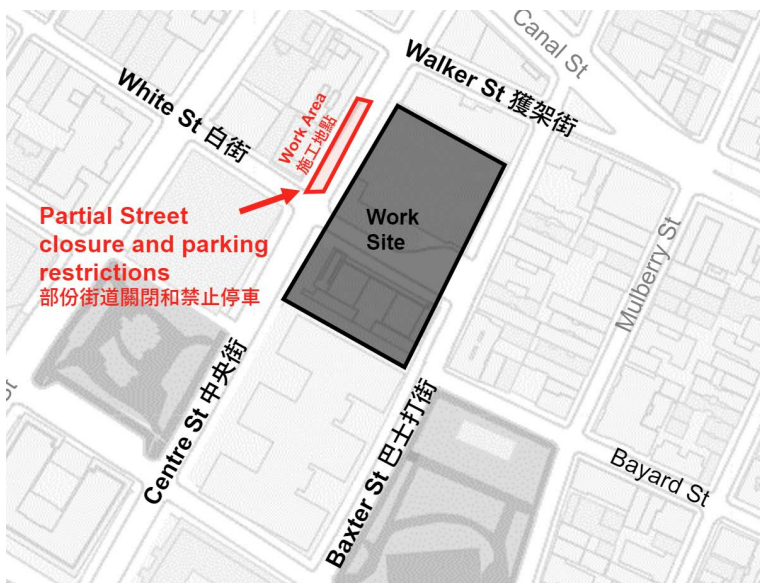 Canal St
Walker St 獲架街
White St 白街
Work Area
施工地點
Partial Street
closure and parking
restrictions
部份街道關閉和禁止停車
Work
Site
Mulberry St
St
Centre St 中央街
Baxter St 巴士打街
Bayard St